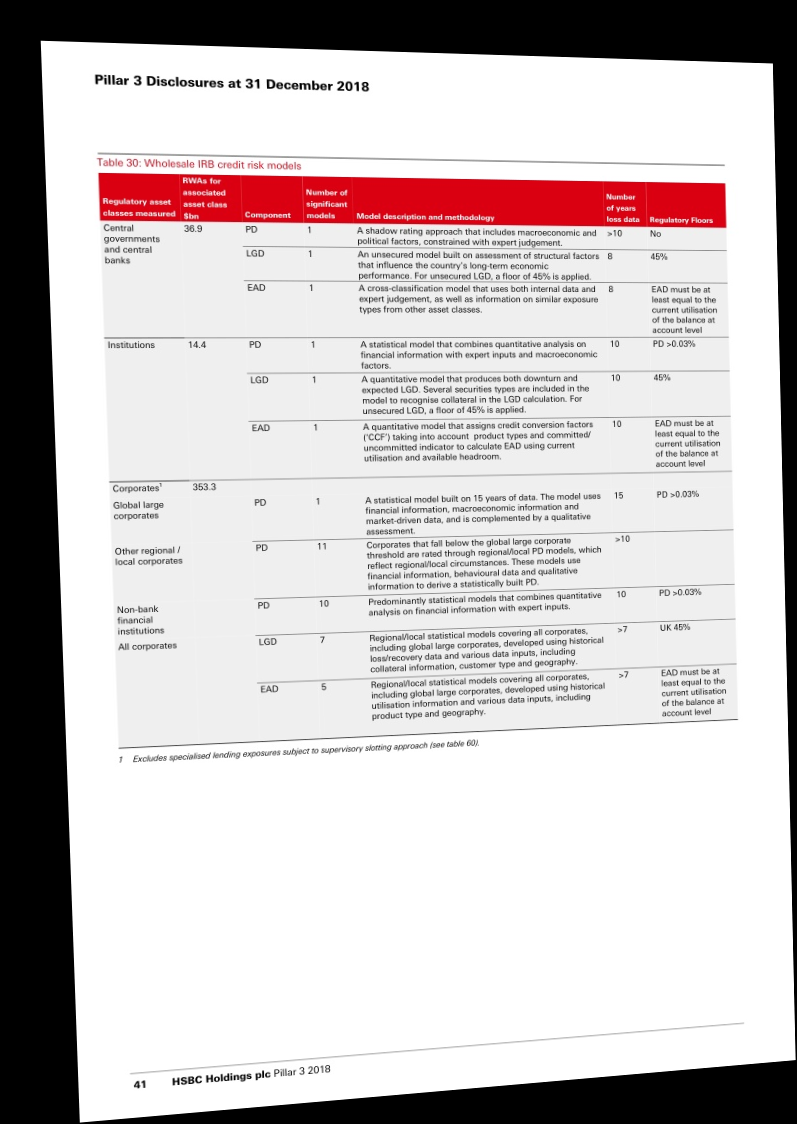 Pillar 3 Disclosures at 31 December 2018
Table 30: Wholesale IRB credit risk models
Regulatory asset classes measured | RWAs for associated asset class $bn | Component | Number of significant models | Model description and methodology | Number of years loss data | Regulatory Floors
Central governments and central banks | 36.9 | PD | 1 | A shadow rating approach that includes macroeconomic and political factors, constrained with expert judgement. | >10 | No
LGD | 1 | An unsecured model built on assessment of structural factors that influence the country's long-term economic performance. For unsecured LGD, a floor of 45% is applied. | 8 | 45%
EAD | 1 | A cross-classification model that uses both internal data and expert judgement, as well as information on similar exposure types from other asset classes. | 8 | EAD must be at least equal to the current utilisation of the balance at account level
Institutions | 14.4 | PD | 1 | A statistical model that combines quantitative analysis on financial information with expert inputs and macroeconomic factors. | 10 | PD >0.03%
LGD | 1 | A quantitative model that produces both downturn and expected LGD. Several securities types are included in the model to recognise collateral in the LGD calculation. For unsecured LGD, a floor of 45% is applied. | 10 | 45%
EAD | 1 | A quantitative model that assigns credit conversion factors ('CCF') taking into account product types and committed/ uncommitted indicator to calculate EAD using current utilisation and available headroom. | 10 | EAD must be at least equal to the current utilisation of the balance at account level
Corporates1 | 353.3
Global large corporates | PD | 1 | A statistical model built on 15 years of data. The model uses financial information, macroeconomic information and market-driven data, and is complemented by a qualitative assessment. | 15 | PD >0.03%
Other regional / local corporates | PD | 11 | Corporates that fall below the global large corporate threshold are rated through regional/local PD models, which reflect regional/local circumstances. These models use financial information, behavioural data and qualitative information to derive a statistically built PD. | >10
Non-bank financial institutions | PD | 10 | Predominantly statistical models that combines quantitative analysis on financial information with expert inputs. | 10 | PD >0.03%
All corporates | LGD | 7 | Regional/local statistical models covering all corporates, including global large corporates, developed using historical loss/recovery data and various data inputs, including collateral information, customer type and geography. | >7 | UK 45%
EAD | 5 | Regional/local statistical models covering all corporates, including global large corporates, developed using historical utilisation information and various data inputs, including product type and geography. | >7 | EAD must be at least equal to the current utilisation of the balance at account level
1 Excludes specialised lending exposures subject to supervisory slotting approach (see table 60).
41 HSBC Holdings plc Pillar 3 2018